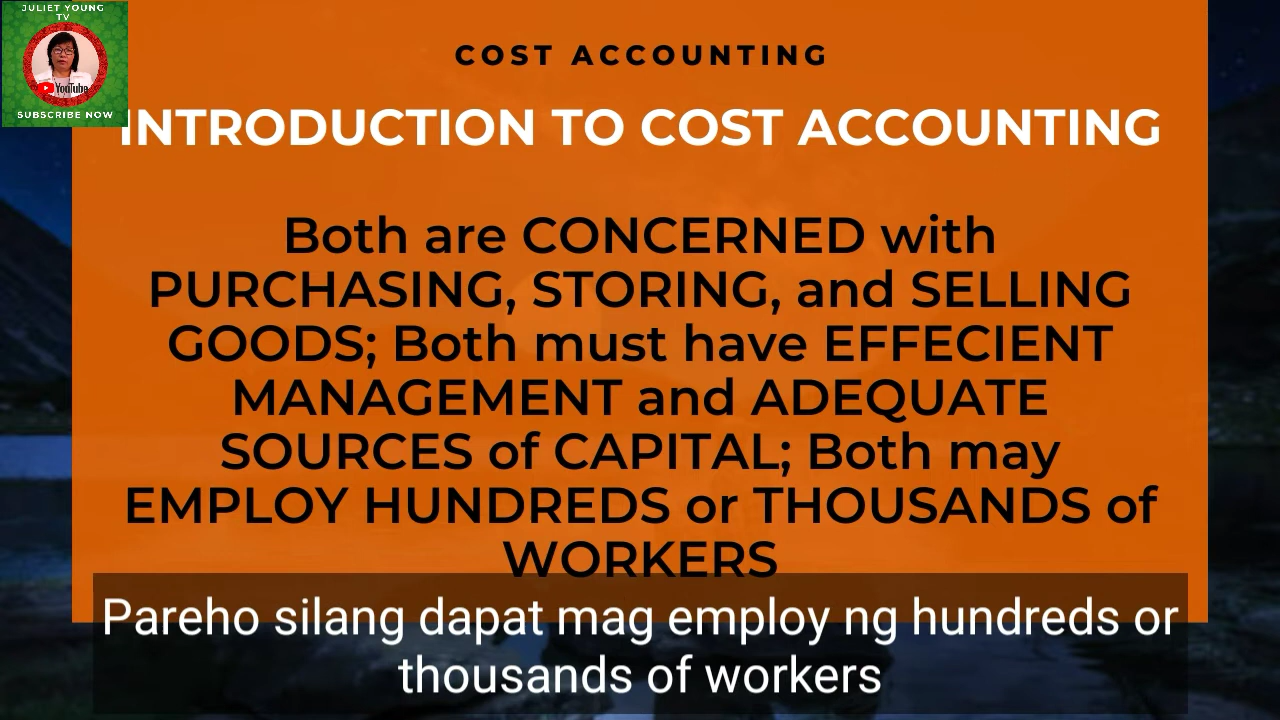 JULIET YOUNG
TV
YouTube
SUBSCRIBE NOW
COST ACCOUNTING
INTRODUCTION TO COST ACCOUNTING
Both are CONCERNED with
PURCHASING, STORING, and SELLING
GOODS; Both must have EFFECIENT
MANAGEMENT and ADEQUATE
SOURCES of CAPITAL; Both may
EMPLOY HUNDREDS or THOUSANDS of
WORKERS
Pareho silang dapat mag employ ng hundreds or
thousands of workers